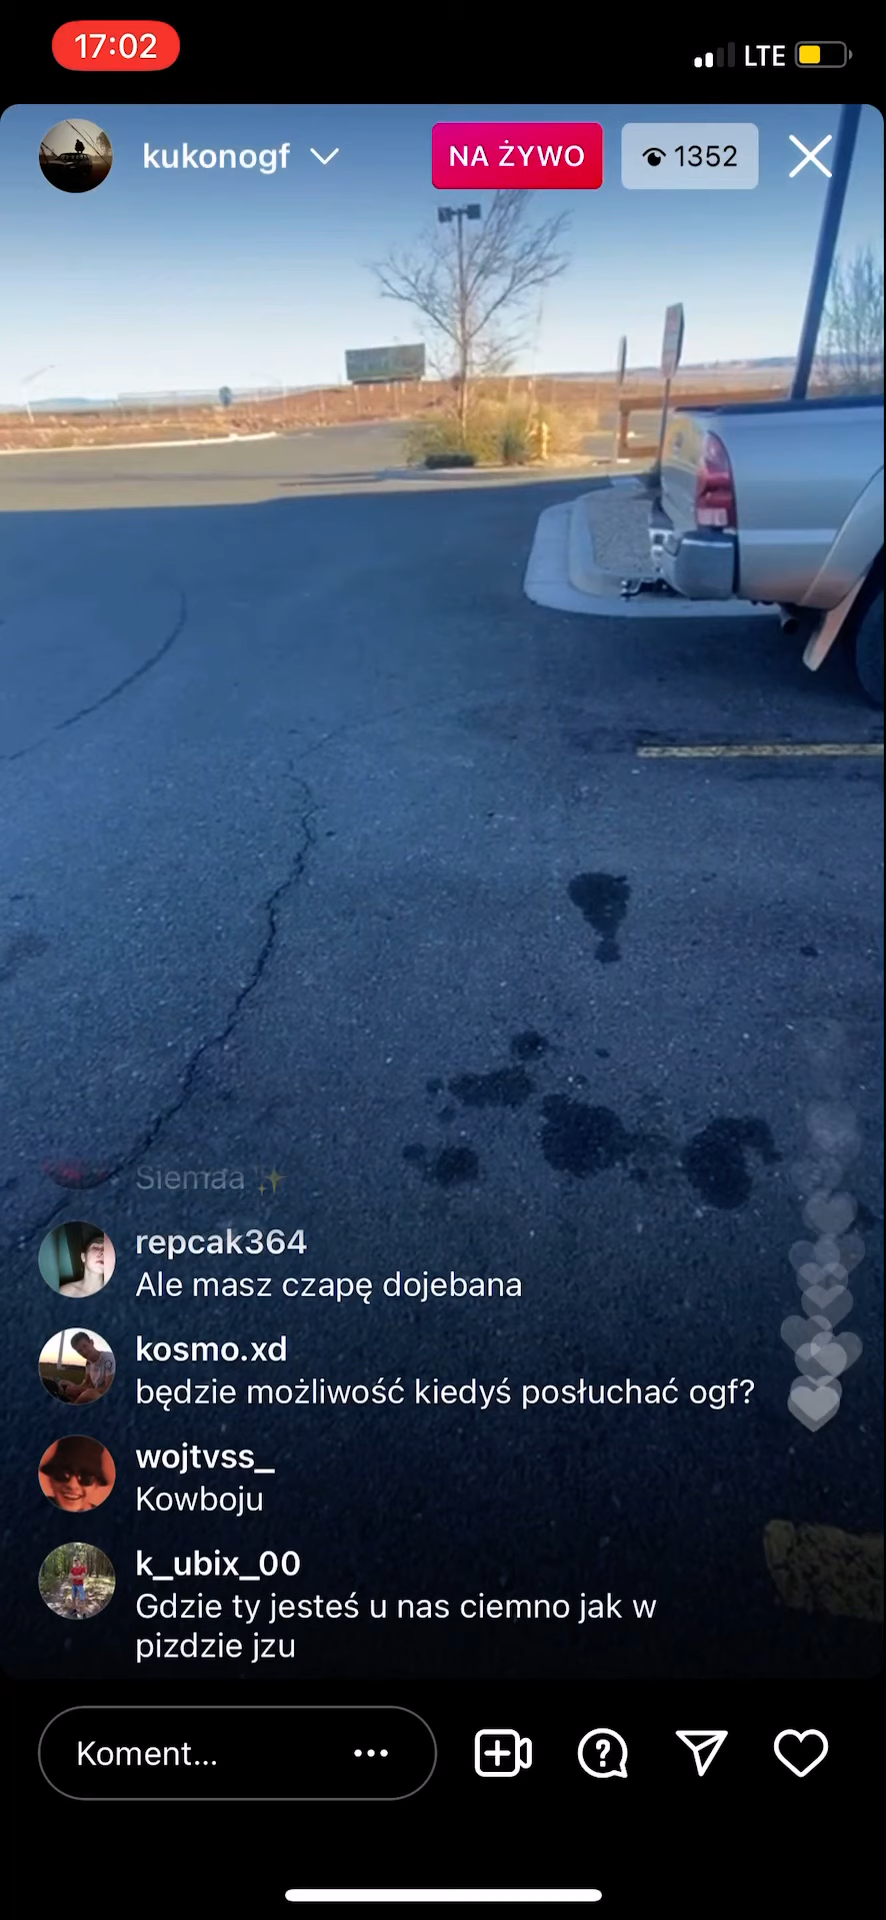 17:02
LTE
kukonogf
NA ŻYWO
1352
Siemaa
repcak364
Ale masz czapę dojebana
kosmo.xd
będzie możliwość kiedyś posłuchać ogf?
wojtvss_
Kowboju
k_ubix_00
Gdzie ty jesteś u nas ciemno jak w
pizdzie jzu
Koment...